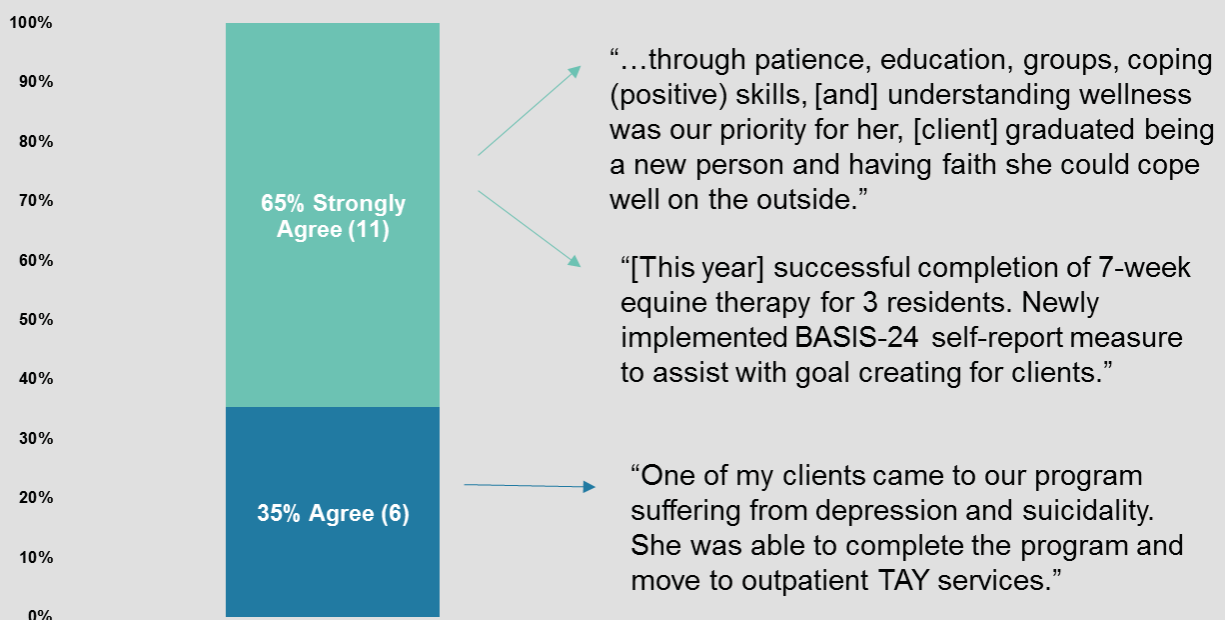 100%
90%
80%
70%
60%
50%
40%
30%
20%
10%
0%
65% Strongly
Agree (11)
35% Agree (6)
“…through patience, education, groups, coping
(positive) skills, [and] understanding wellness
was our priority for her, [client] graduated being
a new person and having faith she could cope
well on the outside.”
“[This year] successful completion of 7-week
equine therapy for 3 residents. Newly
implemented BASIS-24 self-report measure
to assist with goal creating for clients.”
“One of my clients came to our program
suffering from depression and suicidality.
She was able to complete the program and
move to outpatient TAY services.”